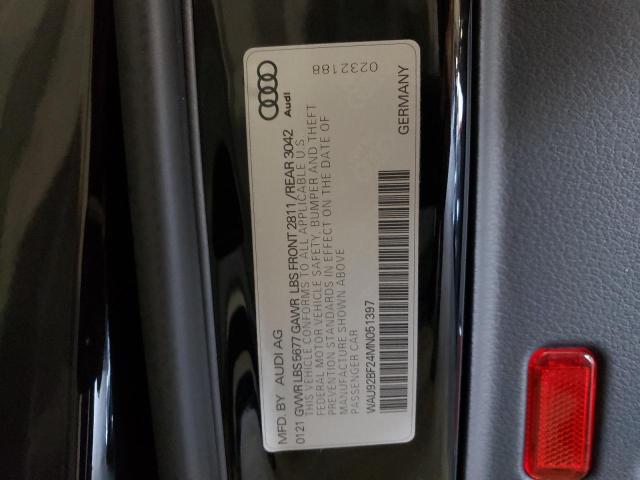 MFD. BY AUDI AG
0121 GVWR LBS 5677 GAWR LBS FRONT 2811 / REAR 3042
THIS VEHICLE CONFORMS TO ALL APPLICABLE U.S
FEDERAL MOTOR VEHICLE SAFETY, BUMPER AND THEFT
PREVENTION STANDARDS IN EFFECT ON THE DATE OF
MANUFACTURE SHOWN ABOVE
PASSENGER CAR
WAU92BF24MN051397
GERMANY
Audi
0232188